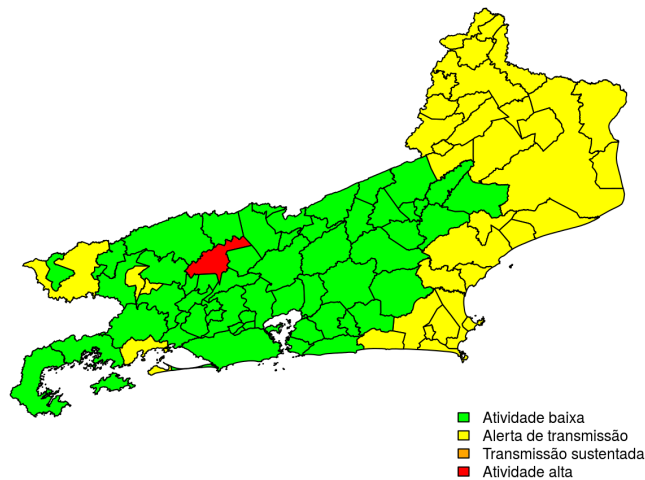 Atividade baixa
Alerta de transmissão
Transmissão sustentada
Atividade alta